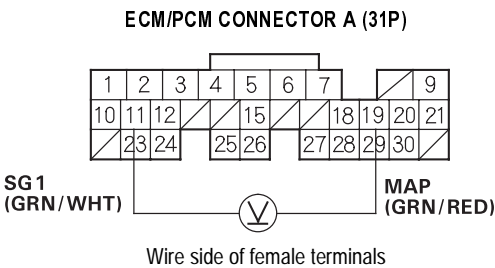 ECM/PCM CONNECTOR A (31P)
1 2 3 4 5 6 7 9
10 11 12 15 18 19 20 21
23 24 25 26 27 28 29 30
SG1
(GRN/WHT)
V
MAP
(GRN/RED)
Wire side of female terminals